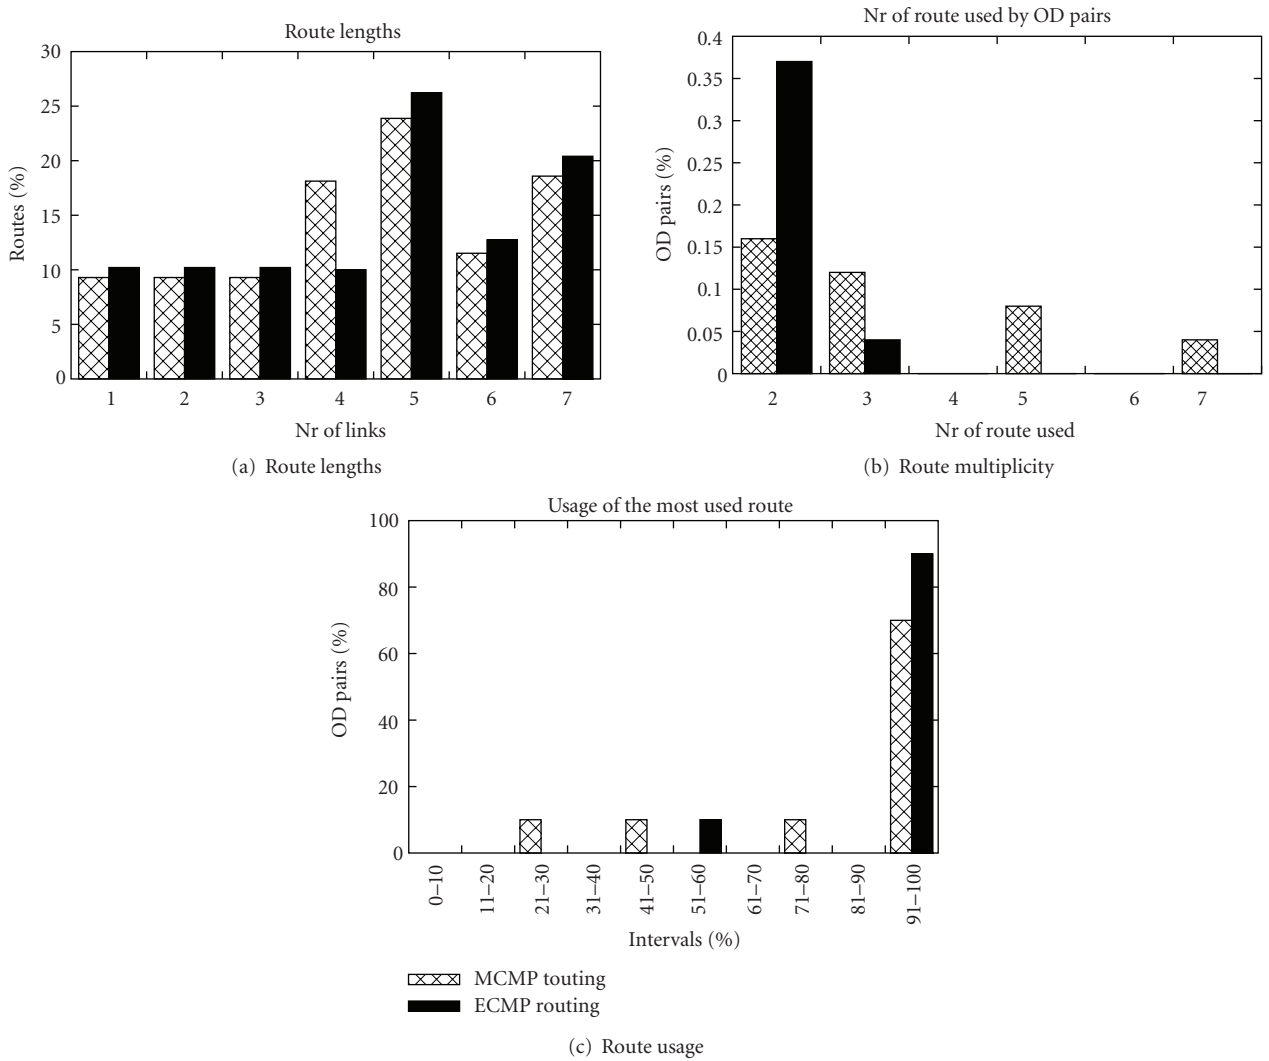 Route lengths
30
25
20
15
10
5
0
Routes (%)
1 2 3 4 5 6 7
Nr of links
(a) Route lengths
Nr of route used by OD pairs
0.4
0.35
0.3
0.25
0.2
0.15
0.1
0.05
0
OD pairs (%)
2 3 4 5 6 7
Nr of route used
(b) Route multiplicity
Usage of the most used route
100
80
60
40
20
0
OD pairs (%)
0–10 11–20 21–30 31–40 41–50 51–60 61–70 71–80 81–90 91–100
Intervals (%)
MCMP touting
ECMP routing
(c) Route usage